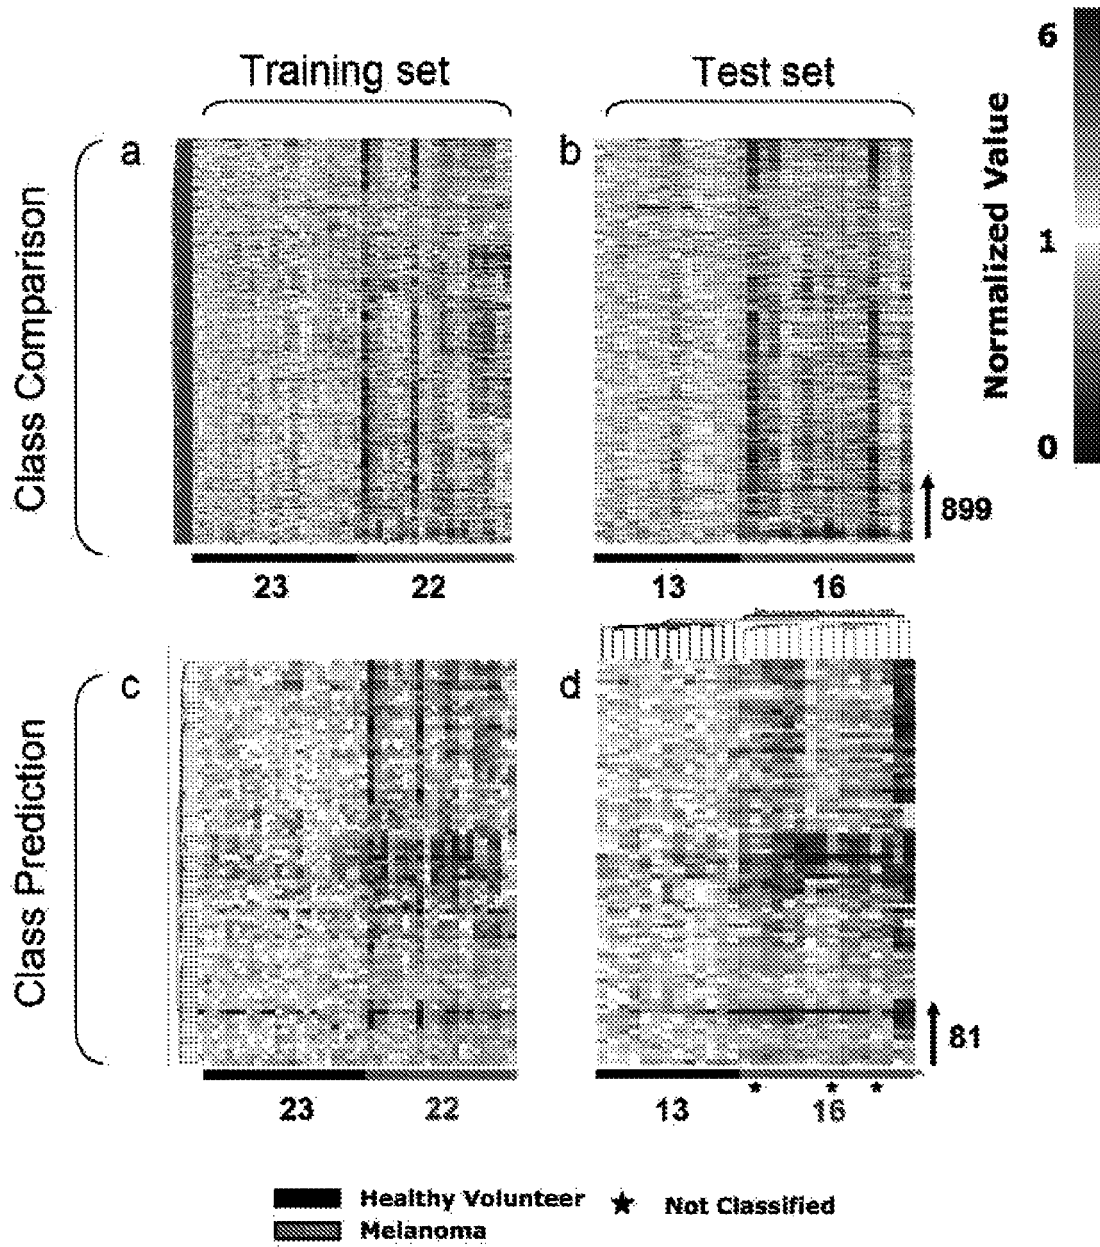 Training set
Test set
6
Normalized Value
1
0
Class Comparison
a
b
899
23
22
13
16
Class Prediction
c
d
81
23
22
13
16
Healthy Volunteer
Not Classified
Melanoma